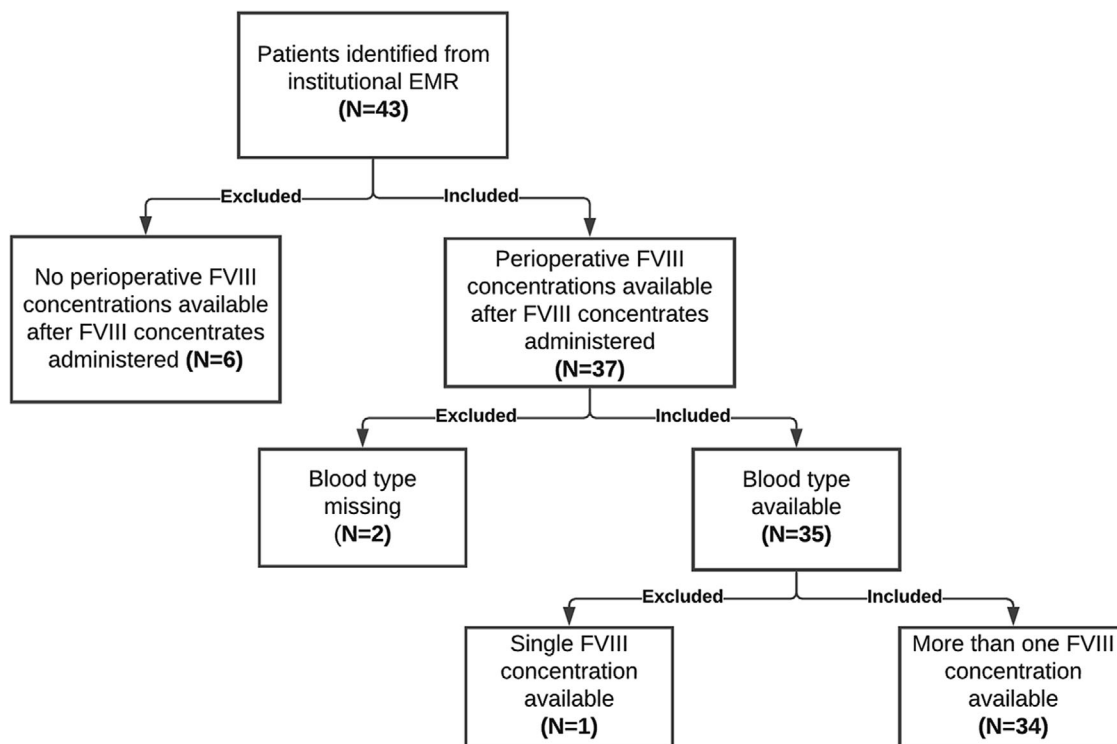 Patients identified from
institutional EMR
(N=43)
Excluded
Included
No perioperative FVIII
concentrations available
after FVIII concentrates
administered (N=6)
Perioperative FVIII
concentrations available
after FVIII concentrates
administered
(N=37)
Excluded
Included
Blood type
missing
(N=2)
Blood type
available
(N=35)
Excluded
Included
Single FVIII
concentration
available
(N=1)
More than one FVIII
concentration
available
(N=34)